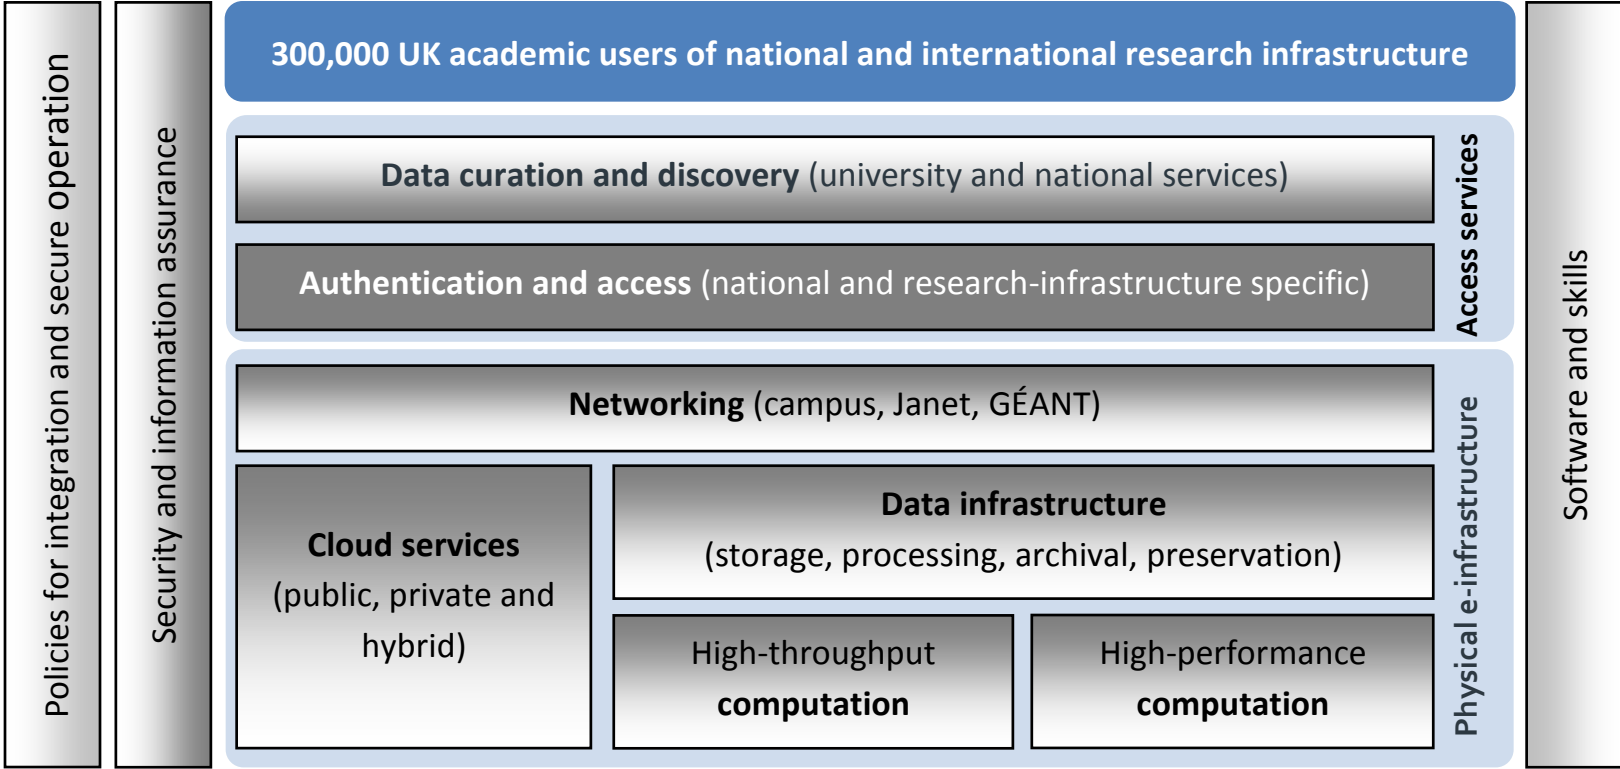 Policies for integration and secure operation
Security and information assurance
300,000 UK academic users of national and international research infrastructure
Data curation and discovery (university and national services)
Authentication and access (national and research-infrastructure specific)
Access services
Networking (campus, Janet, GÉANT)
Cloud services
(public, private and
hybrid)
Data infrastructure
(storage, processing, archival, preservation)
High-throughput
computation
High-performance
computation
Physical e-infrastructure
Software and skills